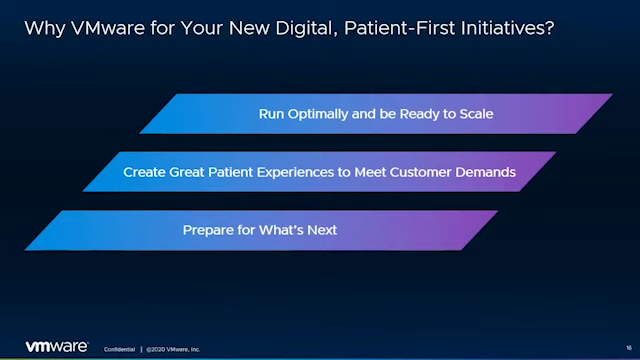 Why VMware for Your New Digital, Patient-First Initiatives?
Run Optimally and be Ready to Scale
Create Great Patient Experiences to Meet Customer Demands
Prepare for What's Next
vmware
Confidential | ©2020 VMware, Inc.
16